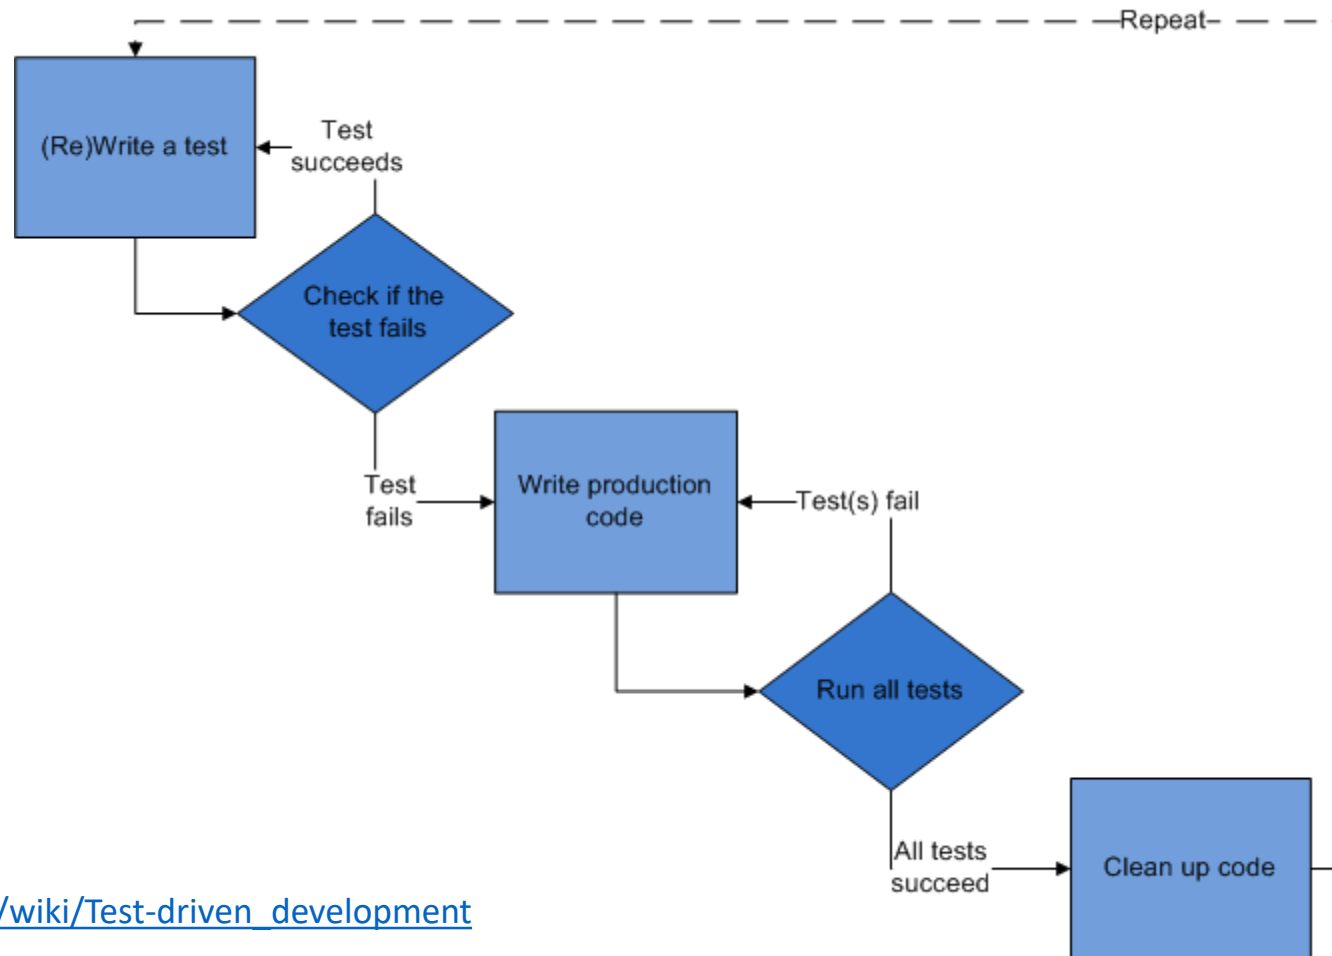 Repeat
(Re)Write a test
Test
succeeds
Check if the
test fails
Test
fails
Write production
code
Test(s) fail
Run all tests
All tests
succeed
Clean up code
/wiki/Test-driven_development